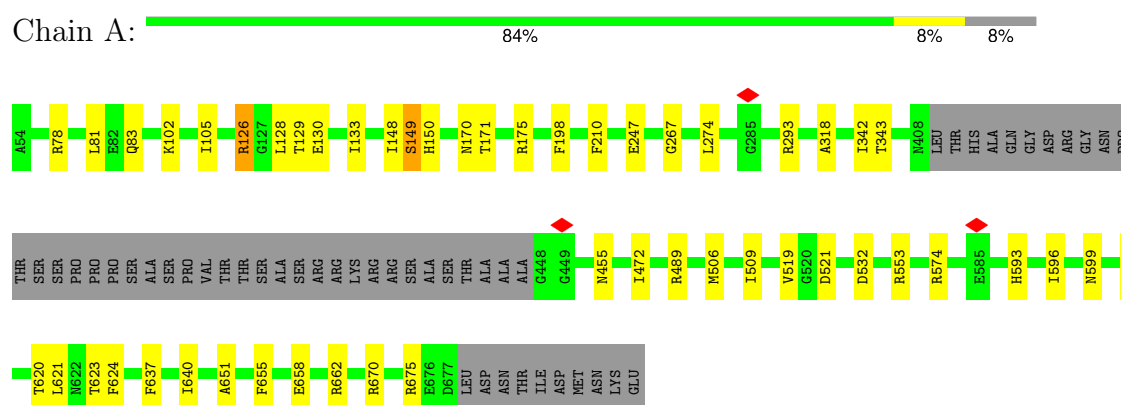 Chain A:
84% 8% 8%
A54 R78 L81 E82 Q83 K102 I105 R126 G127 L128 T129 E130 I133 I148 S149 H150 N170 T171 R175 F198 F210 E247 G267 L274 G285 R293 A318 I342 T343 N408 LEU THR HIS ALA GLN GLY ASP ARG GLY ASN
THR SER SER PRO PRO PRO SER ALA SER PRO VAL THR THR SER ALA SER ARG ARG LYS ARG ARG SER ALA SER THR ALA ALA ALA G448 G449 N455 I472 R489 M506 I509 V519 G520 D521 D532 R553 R574 E585 H593 I596 N599
T620 L621 N622 T623 F624 F637 I640 A651 F655 E658 R662 R670 R675 E676 D677 LEU ASP ASN THR ILE ASP MET ASN LYS GLU